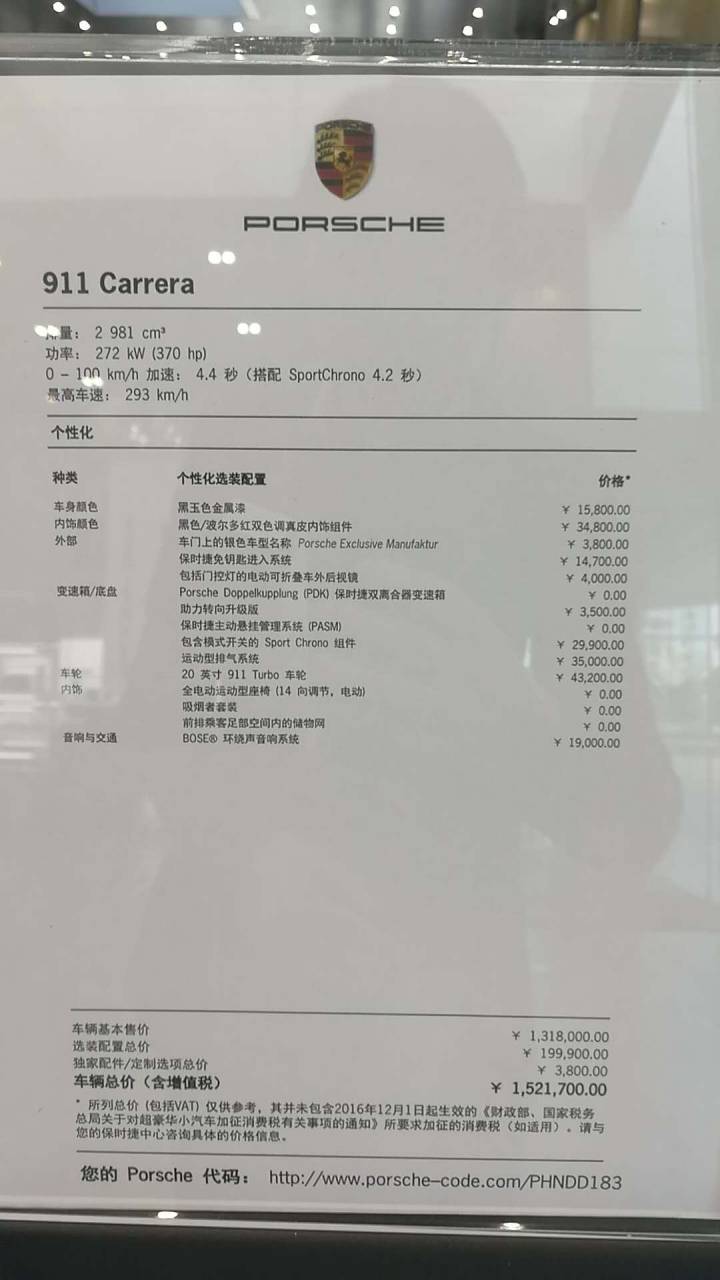 PORSCHE
PORSCHE
911 Carrera
量： 2 981 cm³
功率： 272 kW (370 hp)
0 – 100 km/h 加速： 4.4 秒（搭配 SportChrono 4.2 秒）
最高车速： 293 km/h
个性化
种类 个性化选装配置 价格*
车身颜色 黑玉色金属漆 ￥ 15,800.00
内饰颜色 黑色/波尔多红双色调真皮内饰组件 ￥ 34,800.00
外部 车门上的银色车型名称 Porsche Exclusive Manufaktur ￥ 3,800.00
保时捷免钥匙进入系统 ￥ 14,700.00
包括门控灯的电动可折叠车外后视镜 ￥ 4,000.00
变速箱/底盘 Porsche Doppelkupplung (PDK) 保时捷双离合器变速箱 ￥ 0.00
助力转向升级版 ￥ 3,500.00
保时捷主动悬挂管理系统 (PASM) ￥ 0.00
包含模式开关的 Sport Chrono 组件 ￥ 29,900.00
运动型排气系统 ￥ 35,000.00
车轮 20 英寸 911 Turbo 车轮 ￥ 43,200.00
内饰 全电动运动型座椅 (14 向调节，电动) ￥ 0.00
吸烟者套装 ￥ 0.00
前排乘客足部空间内的储物网 ￥ 0.00
音响与交通 BOSE® 环绕声音响系统 ￥ 19,000.00
车辆基本售价 ￥ 1,318,000.00
选装配置总价 ￥ 199,900.00
独家配件/定制选项总价 ￥ 3,800.00
车辆总价（含增值税） ￥ 1,521,700.00
* 所列总价 (包括VAT) 仅供参考，其并未包含2016年12月1日起生效的《财政部、国家税务
总局关于对超豪华小汽车加征消费税有关事项的通知》所要求加征的消费税（如适用）。请与
您的保时捷中心咨询具体的价格信息。
您的 Porsche 代码： http://www.porsche-code.com/PHNDD183